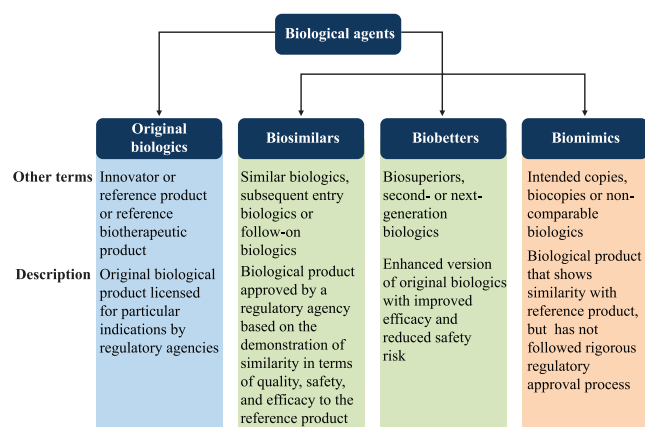 Biological agents
Original
biologics
Biosimilars
Biobetters
Biomimics
Other terms
Innovator or
reference product
or reference
biotherapeutic
product
Similar biologics,
subsequent entry
biologics or
follow-on
biologics
Biosuperiors,
second- or next-
generation
biologics
Intended copies,
biocopies or non-
comparable
biologics
Description
Original biological
product licensed
for particular
indications by
regulatory agencies
Biological product
approved by a
regulatory agency
based on the
demonstration of
similarity in terms
of quality, safety,
and efficacy to the
reference product
Enhanced version
of original biologics
with improved
efficacy and
reduced safety
risk
Biological product
that shows
similarity with
reference product,
but has not
followed rigorous
regulatory
approval process